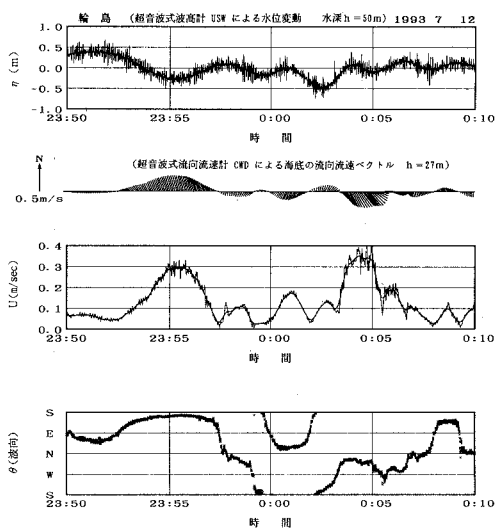 輪島 (超音波式波高計 USW による水位変動 水深h=50m) 1993 7 12
η (m)
1.0
0.5
0.0
-0.5
-1.0
23:50 23:55 0:00 0:05 0:10
時 間
N
0.5m/s
(超音波式流向流速計 CWD による海底の流向流速ベクトル h=27m)
U(m/sec)
0.4
0.3
0.2
0.1
0.0
23:50 23:55 0:00 0:05 0:10
時 間
θ(波向)
S
E
N
W
S
23:50 23:55 0:00 0:05 0:10
時 間